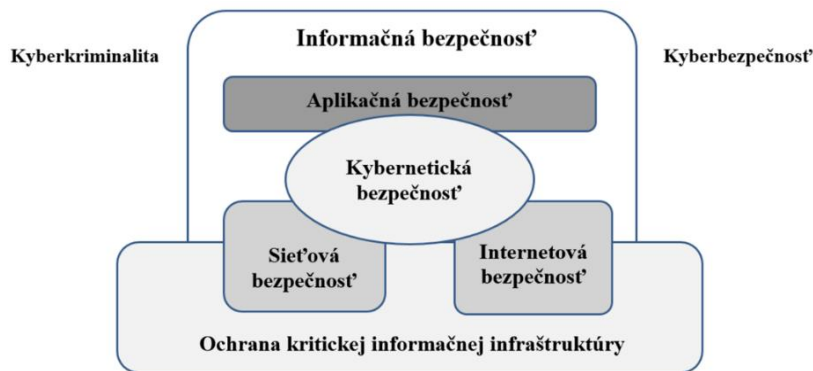 Informačná bezpečnosť
Kyberkriminalita
Kyberbezpečnosť
Aplikačná bezpečnosť
Kybernetická
bezpečnosť
Sieťová
bezpečnosť
Internetová
bezpečnosť
Ochrana kritickej informačnej infraštruktúry